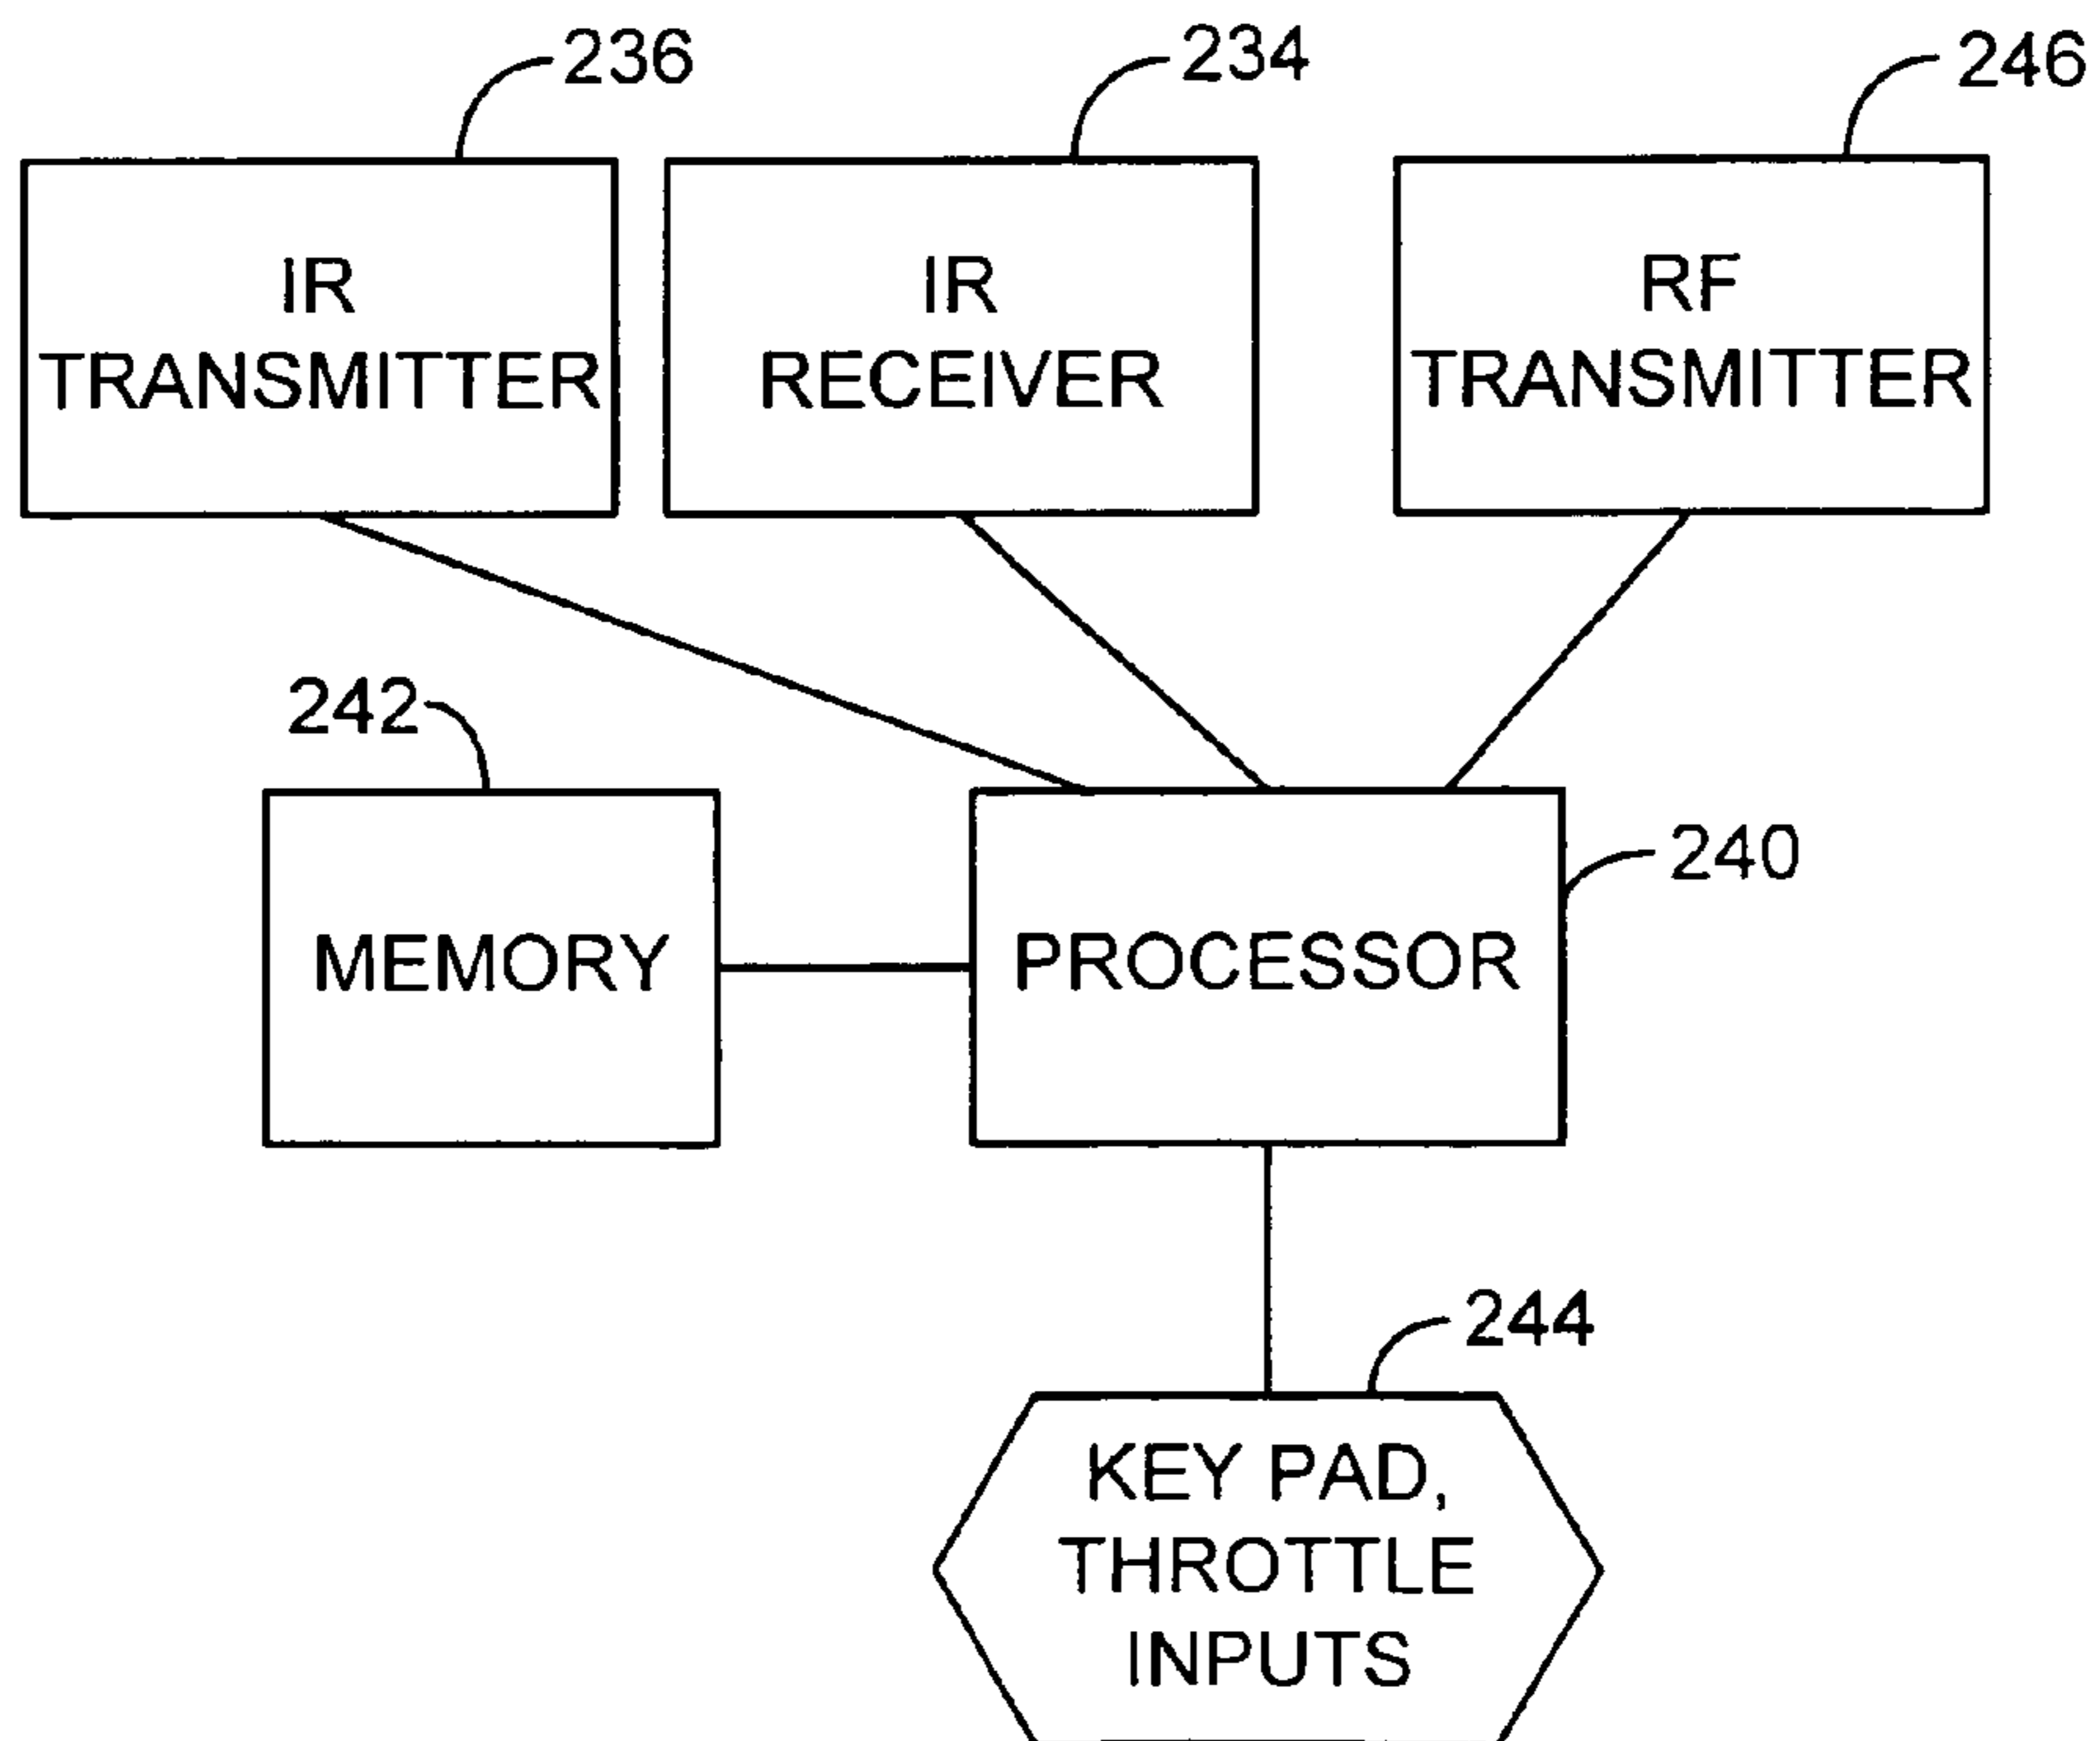 236
234
246
IR
TRANSMITTER
IR
RECEIVER
RF
TRANSMITTER
242
240
MEMORY
PROCESSOR
244
KEY PAD,
THROTTLE
INPUTS